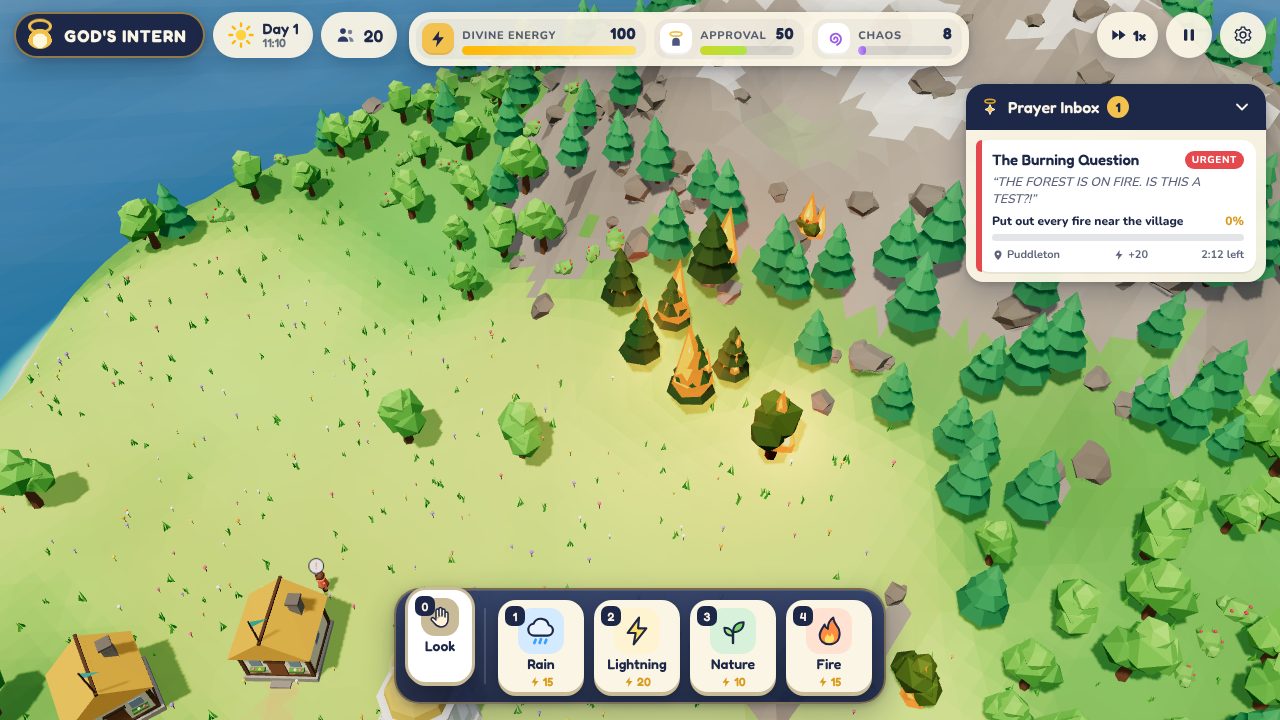 GOD'S INTERN
Day 1
11:10
20
DIVINE ENERGY 100
APPROVAL 50
CHAOS 8
1x
Prayer Inbox 1
The Burning Question URGENT
"THE FOREST IS ON FIRE. IS THIS A
TEST?!"
Put out every fire near the village 0%
Puddleton +20 2:12 left
0
Look
1
Rain
15
2
Lightning
20
3
Nature
10
4
Fire
15